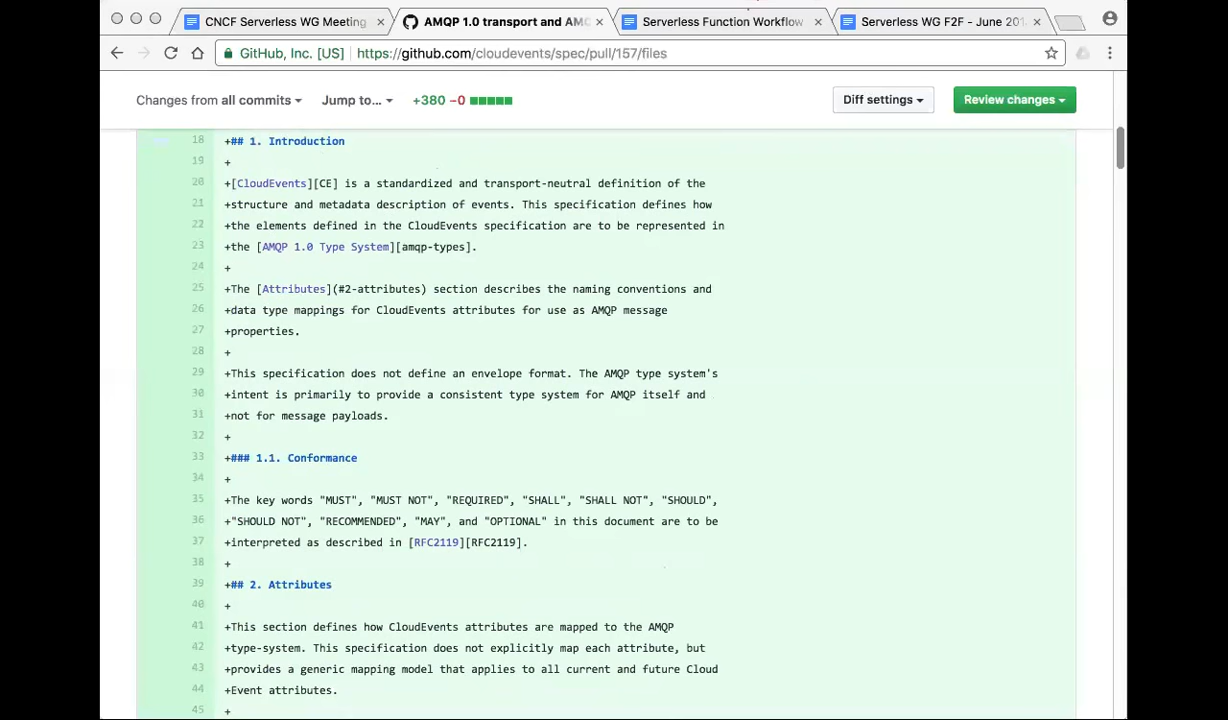 CNCF Serverless WG Meeting
AMQP 1.0 transport and AMC
Serverless Function Workflow
Serverless WG F2F - June 201
GitHub, Inc. [US] https://github.com/cloudevents/spec/pull/157/files
Changes from all commits Jump to... +380 −0 Diff settings Review changes
18 +## 1. Introduction
19 +
20 +[CloudEvents][CE] is a standardized and transport-neutral definition of the
21 +structure and metadata description of events. This specification defines how
22 +the elements defined in the CloudEvents specification are to be represented in
23 +the [AMQP 1.0 Type System][amqp-types].
24 +
25 +The [Attributes](#2-attributes) section describes the naming conventions and
26 +data type mappings for CloudEvents attributes for use as AMQP message
27 +properties.
28 +
29 +This specification does not define an envelope format. The AMQP type system's
30 +intent is primarily to provide a consistent type system for AMQP itself and
31 +not for message payloads.
32 +
33 +### 1.1. Conformance
34 +
35 +The key words "MUST", "MUST NOT", "REQUIRED", "SHALL", "SHALL NOT", "SHOULD",
36 +"SHOULD NOT", "RECOMMENDED", "MAY", and "OPTIONAL" in this document are to be
37 +interpreted as described in [RFC2119][RFC2119].
38 +
39 +## 2. Attributes
40 +
41 +This section defines how CloudEvents attributes are mapped to the AMQP
42 +type-system. This specification does not explicitly map each attribute, but
43 +provides a generic mapping model that applies to all current and future Cloud
44 +Event attributes.
45 +